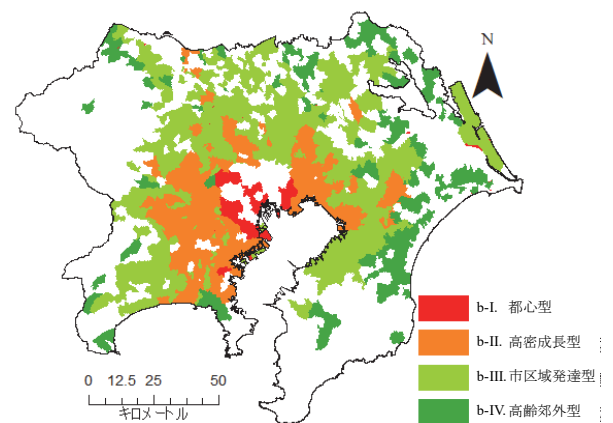 N
b-I. 都心型
b-II. 高密成長型
b-III. 市区域発達型
b-IV. 高齢郊外型
0 12.5 25 50
キロメートル